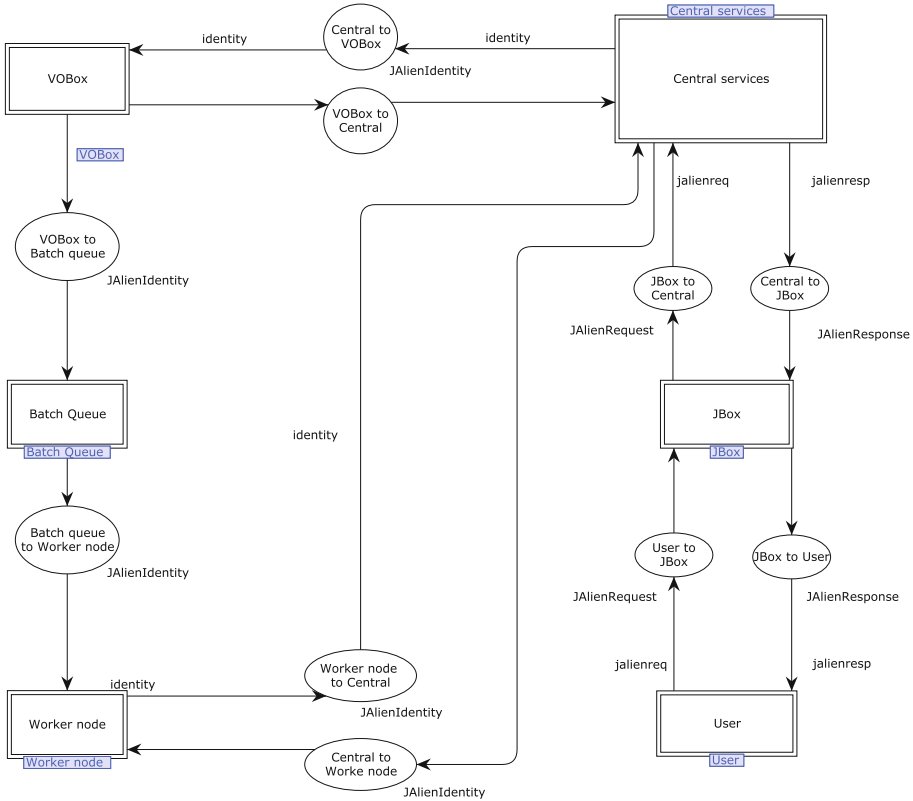 Central services
Central to
VOBox
identity
identity
JAlienIdentity
VOBox
Central services
VOBox to
Central
VOBox
jalienreq
jalienresp
VOBox to
Batch queue
JAlienIdentity
JBox to
Central
Central to
JBox
JAlienRequest
JAlienResponse
Batch Queue
Batch Queue
identity
JBox
JBox
Batch queue
to Worker node
JAlienIdentity
User to
JBox
JBox to User
JAlienRequest
JAlienResponse
jalienreq
jalienresp
identity
Worker node
to Central
JAlienIdentity
Worker node
Worker node
User
User
Central to
Worke node
JAlienIdentity